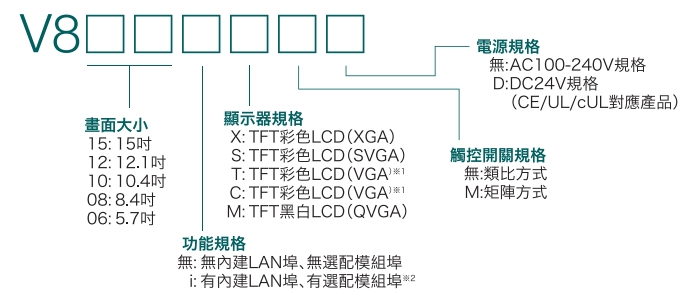 V8□□□□□□
電源規格
無:AC100-240V規格
D:DC24V規格
（CE/UL/cUL對應產品）
畫面大小
15: 15吋
12: 12.1吋
10: 10.4吋
08: 8.4吋
06: 5.7吋
顯示器規格
X: TFT彩色LCD（XGA）
S: TFT彩色LCD（SVGA）
T: TFT彩色LCD（VGA）※1
C: TFT彩色LCD（VGA）※1
M: TFT黑白LCD（QVGA）
觸控開關規格
無:類比方式
M:矩陣方式
功能規格
無: 無內建LAN埠、無選配模組埠
i: 有內建LAN埠、有選配模組埠※2